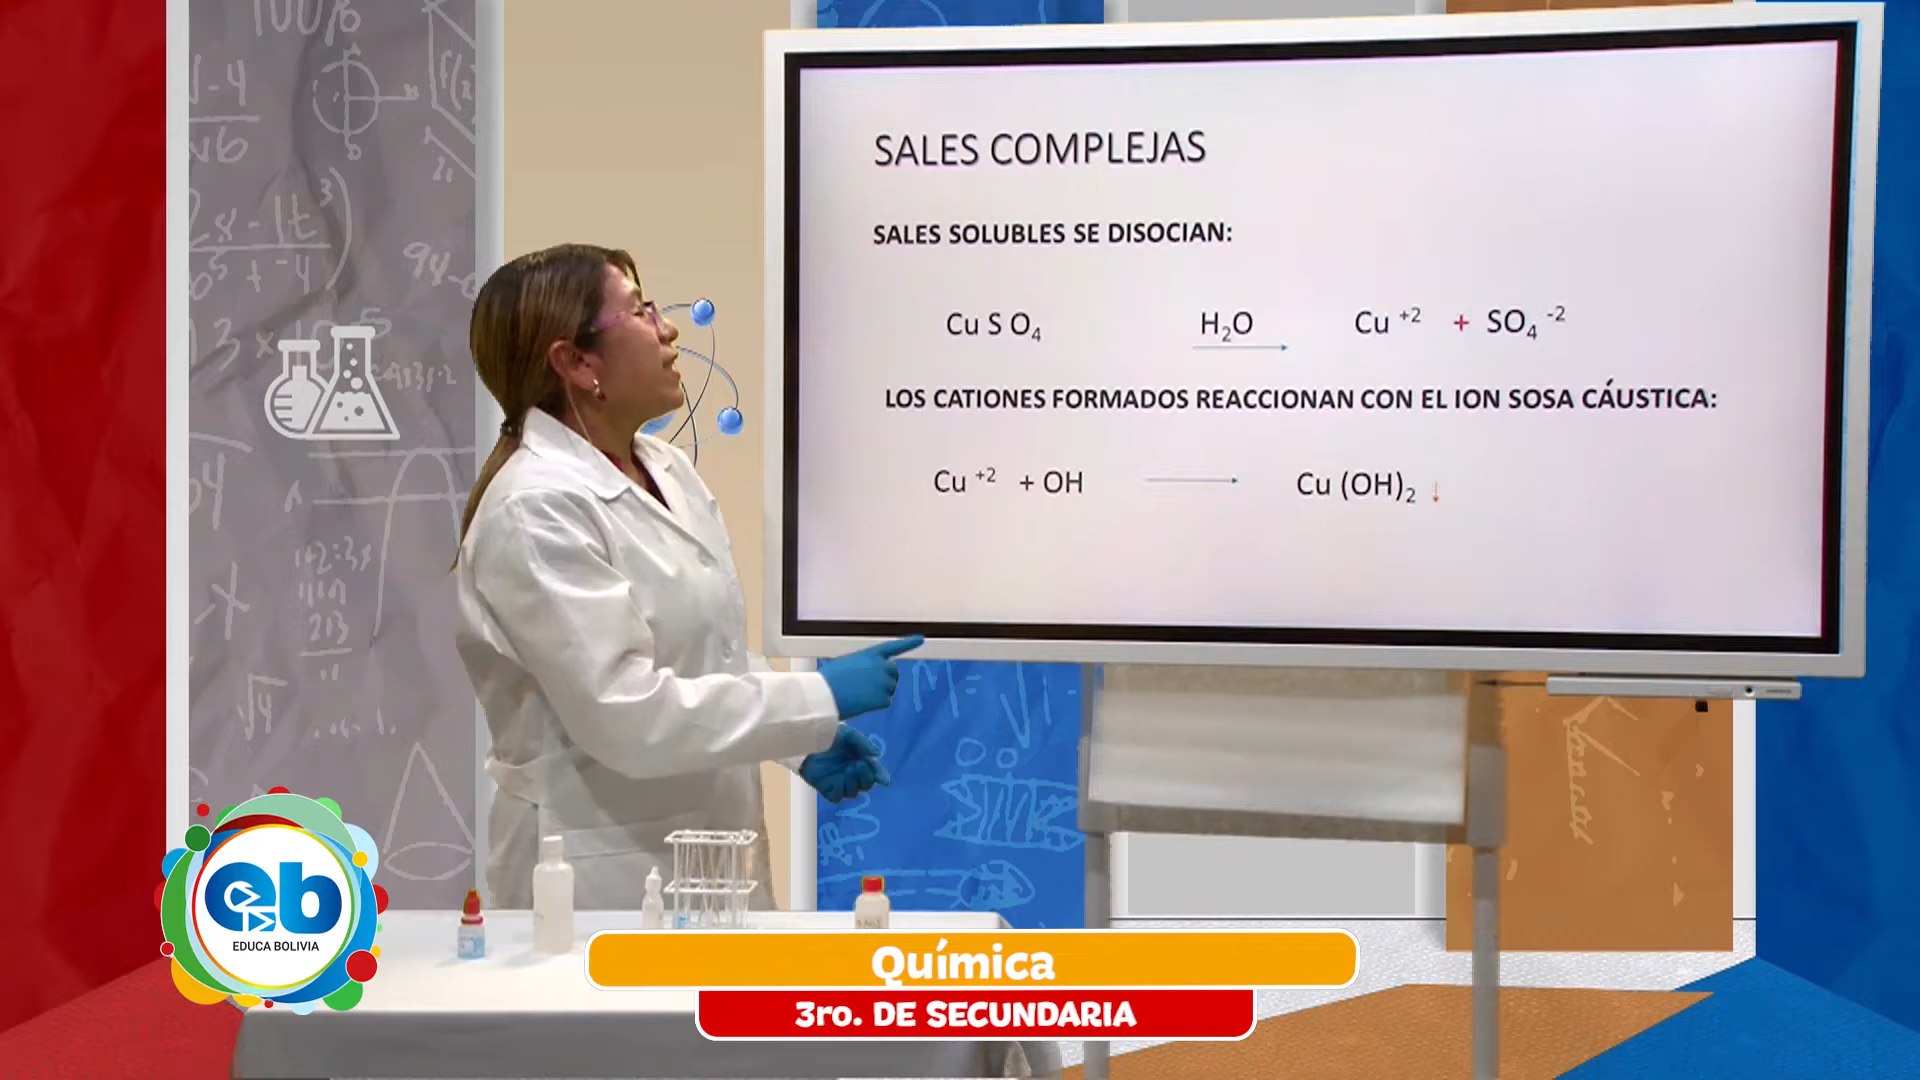 SALES COMPLEJAS
SALES SOLUBLES SE DISOCIAN:
Cu S O₄ H₂O Cu ⁺² + SO₄ ⁻²
LOS CATIONES FORMADOS REACCIONAN CON EL ION SOSA CÁUSTICA:
Cu ⁺² + OH Cu (OH)₂ ↓
eb
EDUCA BOLIVIA
Química
3ro. DE SECUNDARIA